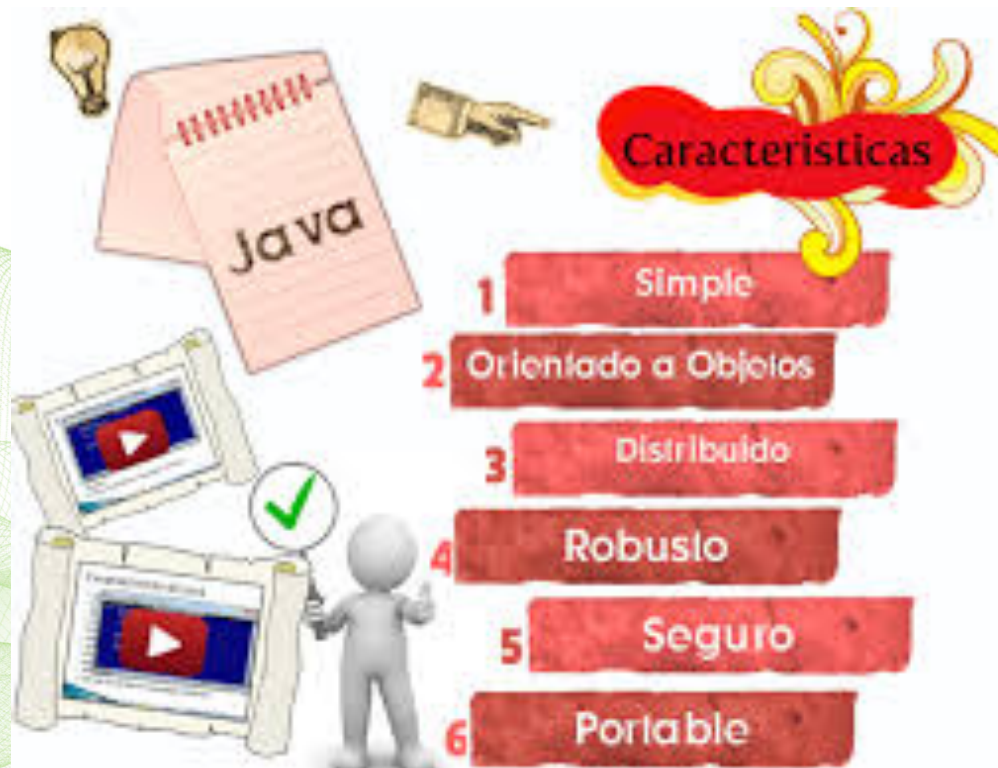 Java
Caracteristicas
1 Simple
2 Orientado a Objetos
3 Distribuido
4 Robusto
5 Seguro
6 Portable